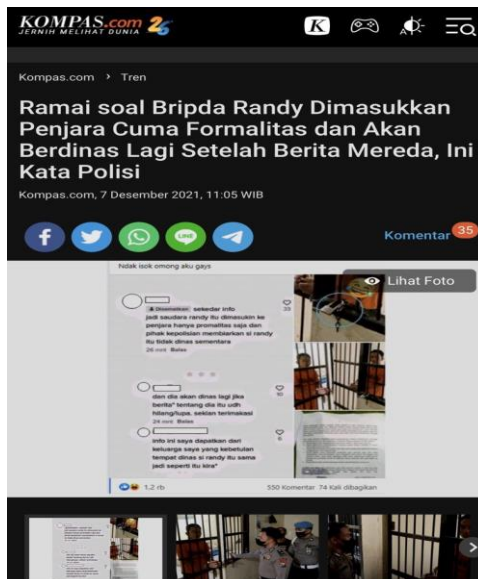 KOMPAS.com 26
JERNIH MELIHAT DUNIA
K
Kompas.com › Tren
Ramai soal Bripda Randy Dimasukkan
Penjara Cuma Formalitas dan Akan
Berdinas Lagi Setelah Berita Mereda, Ini
Kata Polisi
Kompas.com, 7 Desember 2021, 11:05 WIB
Komentar 35
Lihat Foto
Ndak isok omong aku gays
Disematkan sekedar info
jadi saudara randy itu dimasukin ke
penjara hanya promalitas saja dan
pihak kepolisian membiarkan si randy
itu tidak dinas sementara
26 mnt Balas
dan dia akan dinas lagi jika
berita" tentang dia itu udh
hilang/lupa. sekian terimakasi
24 mnt Balas
info ini saya dapatkan dari
keluarga saya yang kebetulan
tempat dinas si randy itu sama
jadi seperti itu kira"
1,2 rb
550 Komentar 74 Kali dibagikan